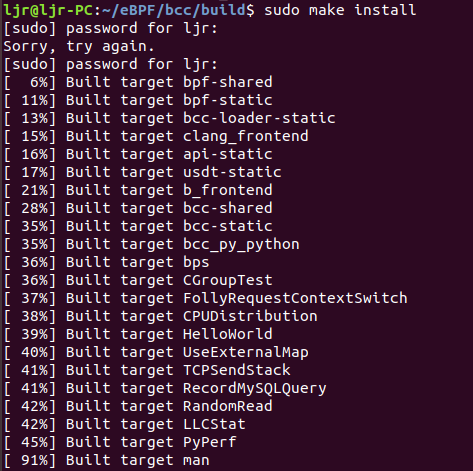 ljr@ljr-PC:~/eBPF/bcc/build$ sudo make install
[sudo] password for ljr:
Sorry, try again.
[sudo] password for ljr:
[  6%] Built target bpf-shared
[ 11%] Built target bpf-static
[ 13%] Built target bcc-loader-static
[ 15%] Built target clang_frontend
[ 16%] Built target api-static
[ 17%] Built target usdt-static
[ 21%] Built target b_frontend
[ 28%] Built target bcc-shared
[ 35%] Built target bcc-static
[ 35%] Built target bcc_py_python
[ 36%] Built target bps
[ 36%] Built target CGroupTest
[ 37%] Built target FollyRequestContextSwitch
[ 38%] Built target CPUDistribution
[ 39%] Built target HelloWorld
[ 40%] Built target UseExternalMap
[ 41%] Built target TCPSendStack
[ 41%] Built target RecordMySQLQuery
[ 42%] Built target RandomRead
[ 42%] Built target LLCStat
[ 45%] Built target PyPerf
[ 91%] Built target man